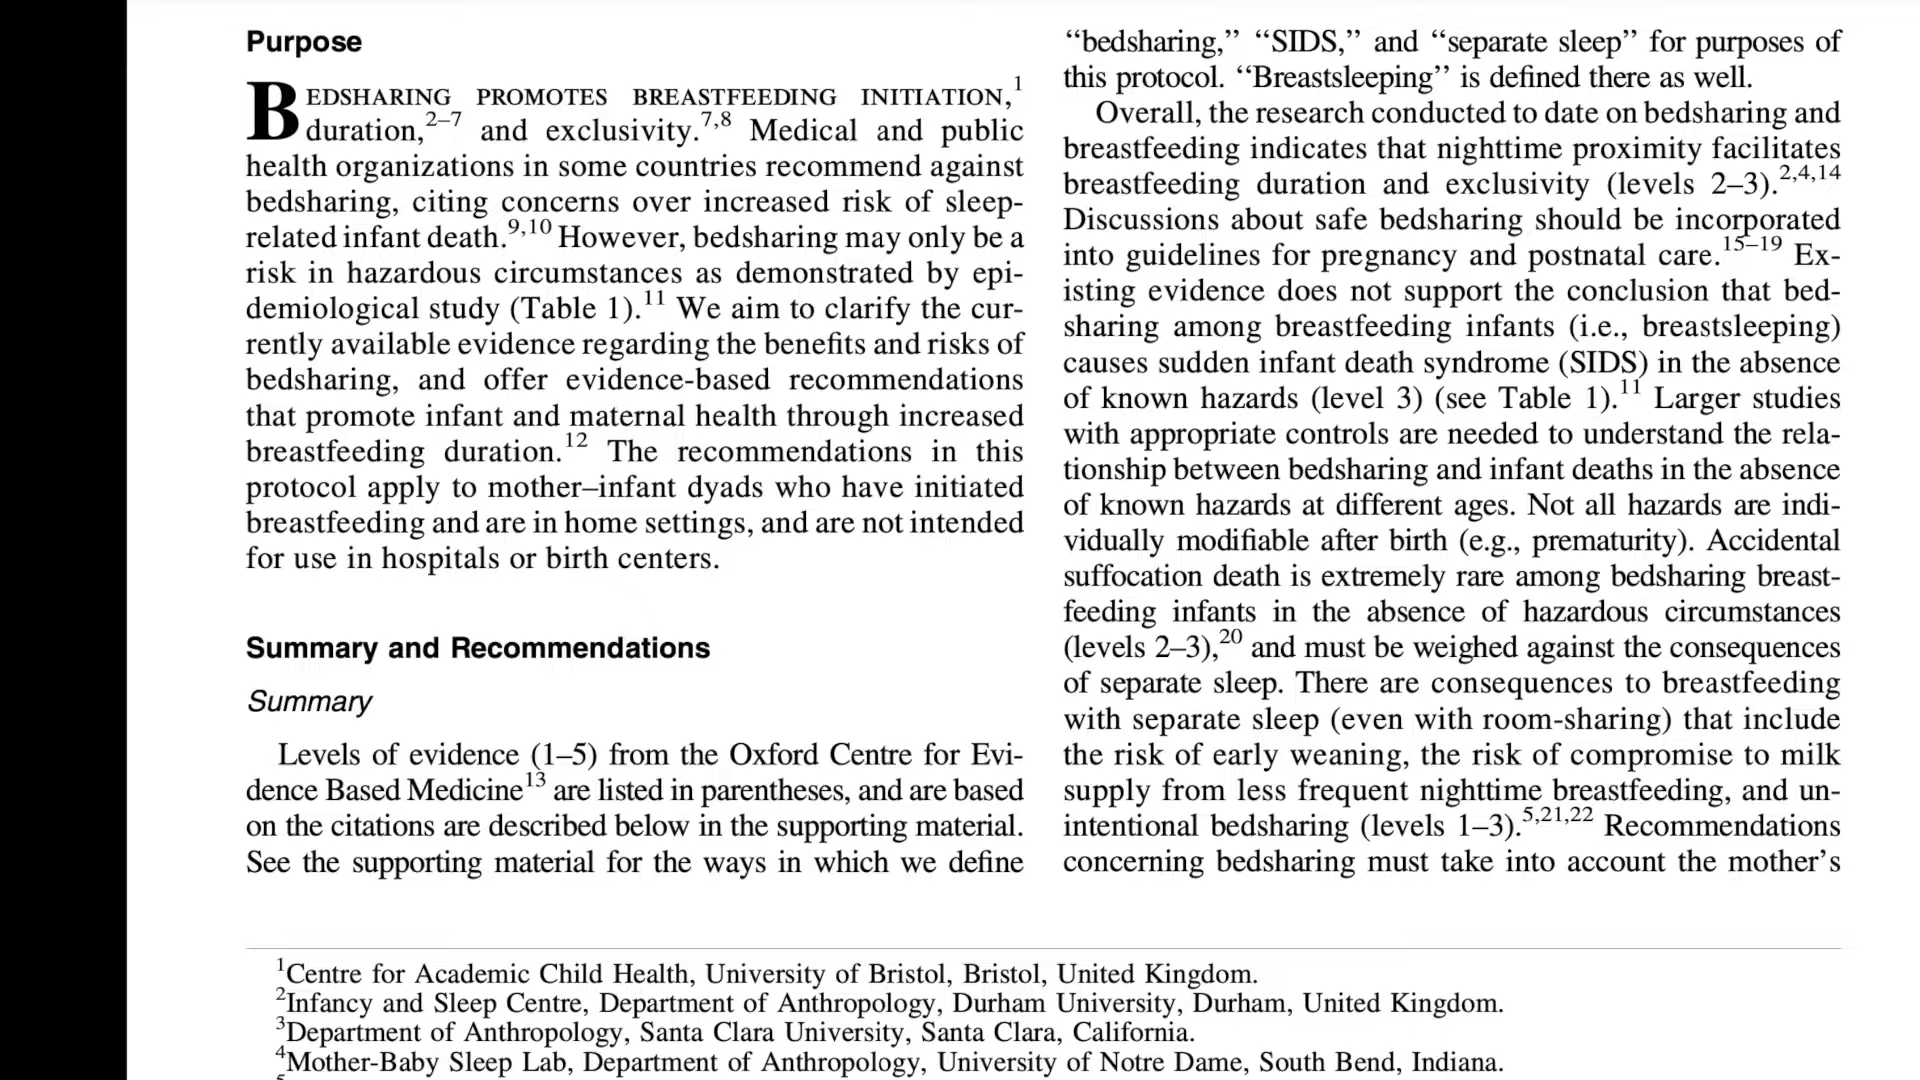 Purpose
BEDSHARING PROMOTES BREASTFEEDING INITIATION,1
duration,2–7 and exclusivity.7,8 Medical and public
health organizations in some countries recommend against
bedsharing, citing concerns over increased risk of sleep-
related infant death.9,10 However, bedsharing may only be a
risk in hazardous circumstances as demonstrated by epi-
demiological study (Table 1).11 We aim to clarify the cur-
rently available evidence regarding the benefits and risks of
bedsharing, and offer evidence-based recommendations
that promote infant and maternal health through increased
breastfeeding duration.12 The recommendations in this
protocol apply to mother–infant dyads who have initiated
breastfeeding and are in home settings, and are not intended
for use in hospitals or birth centers.
Summary and Recommendations
Summary
Levels of evidence (1–5) from the Oxford Centre for Evi-
dence Based Medicine13 are listed in parentheses, and are based
on the citations are described below in the supporting material.
See the supporting material for the ways in which we define
‘‘bedsharing,’’ ‘‘SIDS,’’ and ‘‘separate sleep’’ for purposes of
this protocol. ‘‘Breastsleeping’’ is defined there as well.
Overall, the research conducted to date on bedsharing and
breastfeeding indicates that nighttime proximity facilitates
breastfeeding duration and exclusivity (levels 2–3).2,4,14
Discussions about safe bedsharing should be incorporated
into guidelines for pregnancy and postnatal care.15–19 Ex-
isting evidence does not support the conclusion that bed-
sharing among breastfeeding infants (i.e., breastsleeping)
causes sudden infant death syndrome (SIDS) in the absence
of known hazards (level 3) (see Table 1).11 Larger studies
with appropriate controls are needed to understand the rela-
tionship between bedsharing and infant deaths in the absence
of known hazards at different ages. Not all hazards are indi-
vidually modifiable after birth (e.g., prematurity). Accidental
suffocation death is extremely rare among bedsharing breast-
feeding infants in the absence of hazardous circumstances
(levels 2–3),20 and must be weighed against the consequences
of separate sleep. There are consequences to breastfeeding
with separate sleep (even with room-sharing) that include
the risk of early weaning, the risk of compromise to milk
supply from less frequent nighttime breastfeeding, and un-
intentional bedsharing (levels 1–3).5,21,22 Recommendations
concerning bedsharing must take into account the mother’s
1Centre for Academic Child Health, University of Bristol, Bristol, United Kingdom.
2Infancy and Sleep Centre, Department of Anthropology, Durham University, Durham, United Kingdom.
3Department of Anthropology, Santa Clara University, Santa Clara, California.
4Mother-Baby Sleep Lab, Department of Anthropology, University of Notre Dame, South Bend, Indiana.